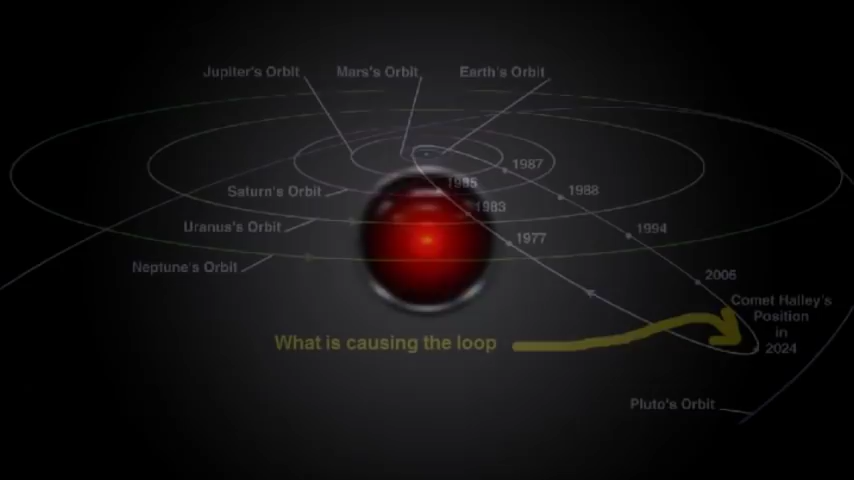 Jupiter's Orbit
Mars's Orbit
Earth's Orbit
1987
1985
Saturn's Orbit
1988
1983
Uranus's Orbit
1994
1977
Neptune's Orbit
2005
Comet Halley's
Position
in
2024
What is causing the loop
Pluto's Orbit